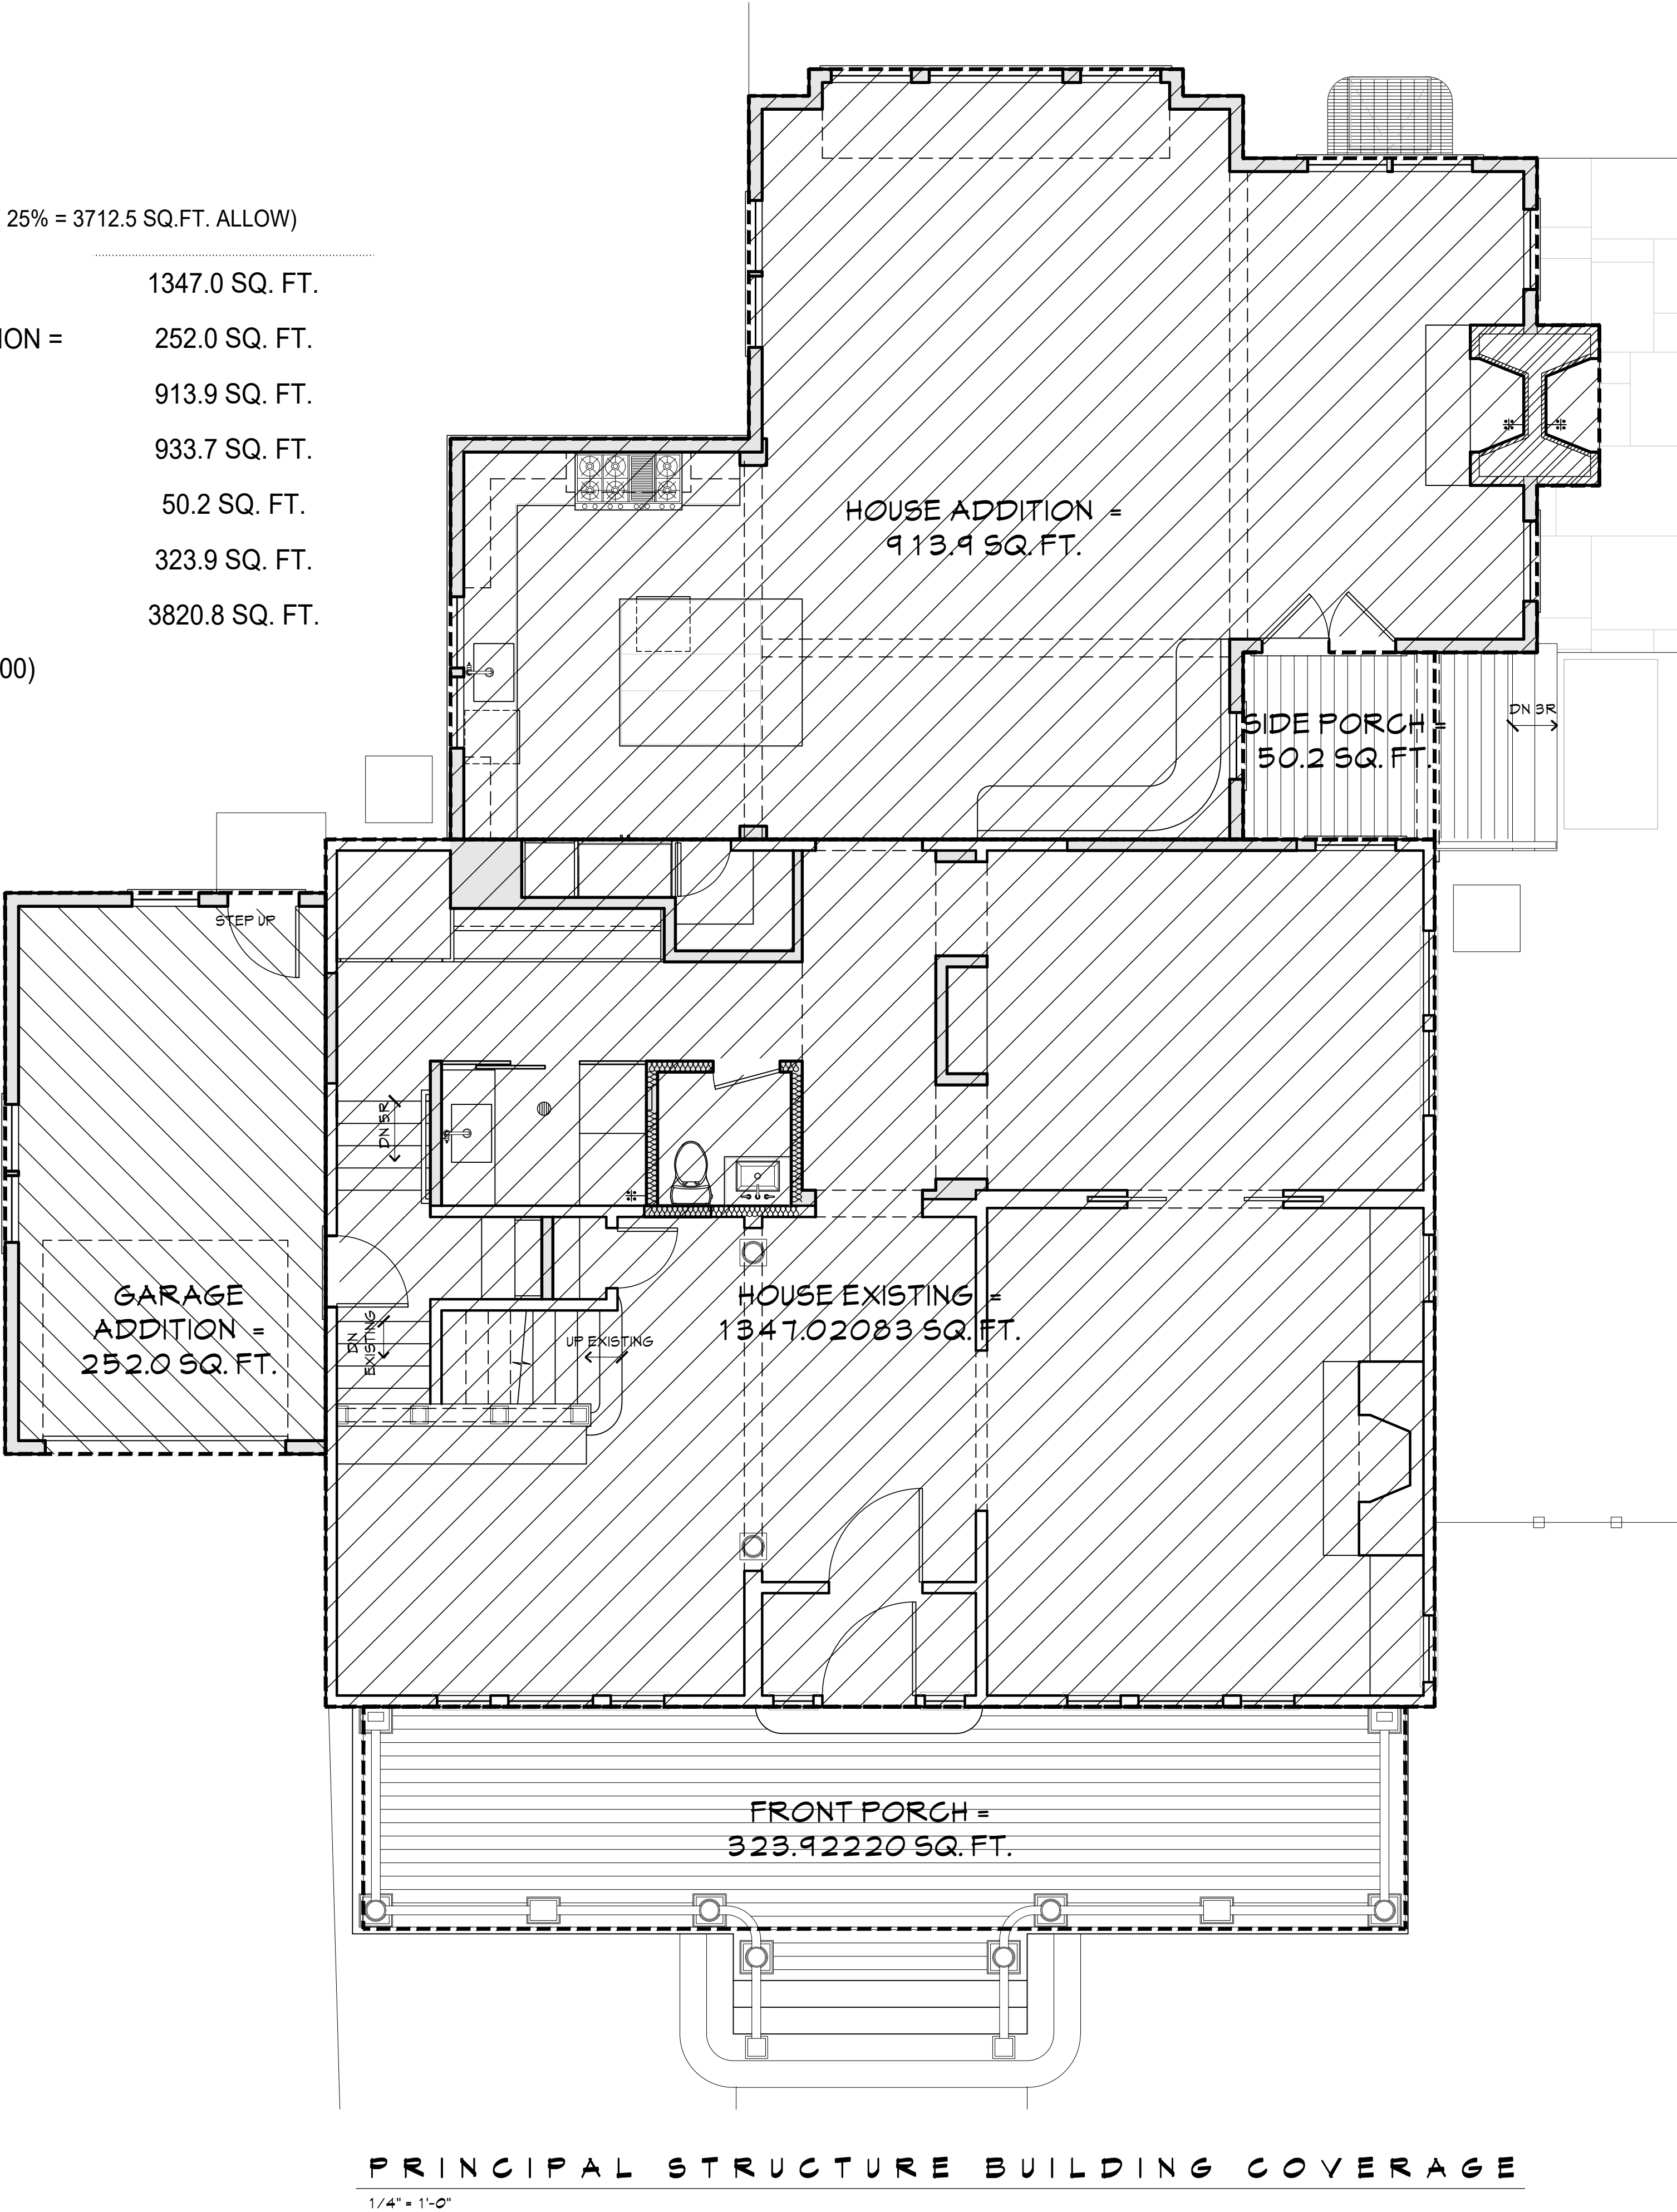 25% = 3712.5 SQ.FT. ALLOW)
1347.0 SQ. FT.
ION = 252.0 SQ. FT.
913.9 SQ. FT.
933.7 SQ. FT.
50.2 SQ. FT.
323.9 SQ. FT.
3820.8 SQ. FT.
00)
HOUSE ADDITION =
913.9 SQ. FT.
SIDE PORCH =
50.2 SQ. FT.
DN 3R
STEP UP
DN 5R
GARAGE
ADDITION =
252.0 SQ. FT.
DN
EXISTING
UP EXISTING
HOUSE EXISTING =
1347.02083 SQ. FT.
FRONT PORCH =
323.92220 SQ. FT.
PRINCIPAL STRUCTURE BUILDING COVERAGE
1/4" = 1'-0"